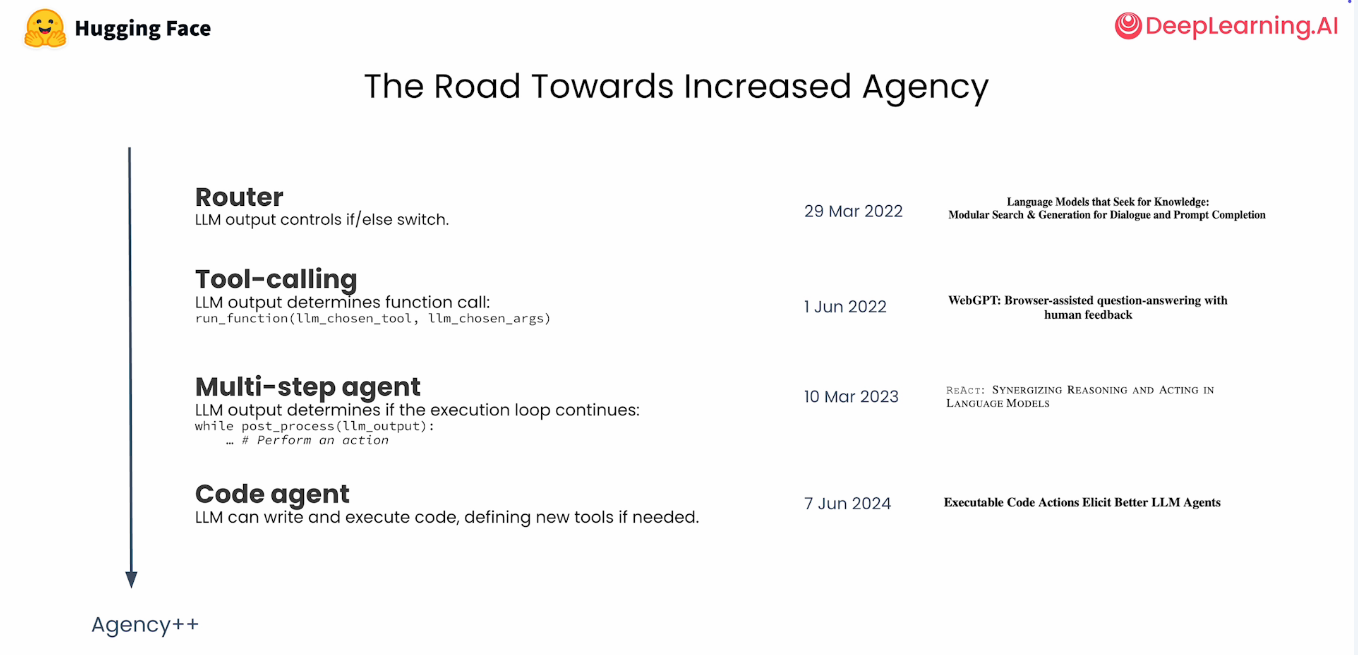 Hugging Face
DeepLearning.AI
The Road Towards Increased Agency
Router
LLM output controls if/else switch.
29 Mar 2022
Language Models that Seek for Knowledge:
Modular Search & Generation for Dialogue and Prompt Completion
Tool-calling
LLM output determines function call:
run_function(llm_chosen_tool, llm_chosen_args)
1 Jun 2022
WebGPT: Browser-assisted question-answering with
human feedback
Multi-step agent
LLM output determines if the execution loop continues:
while post_process(llm_output):
… # Perform an action
10 Mar 2023
REACT: SYNERGIZING REASONING AND ACTING IN
LANGUAGE MODELS
Code agent
LLM can write and execute code, defining new tools if needed.
7 Jun 2024
Executable Code Actions Elicit Better LLM Agents
Agency++